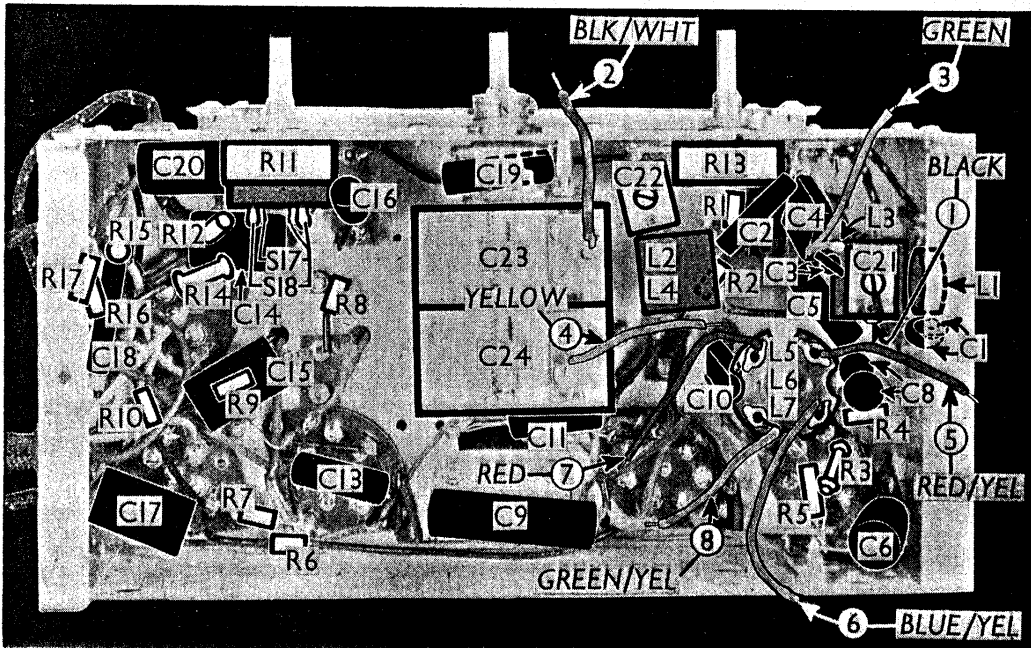 BLK/WHT
GREEN
2
3
C20
R11
C19
R13
C22
BLACK
C16
R1
C2
C4
L3
1
R15
R12
S17
C23
L2
C3
C21
R17
S18
L4
R2
L1
R14
R8
YELLOW
C5
R16
C14
4
C1
C18
C15
C24
L5
L6
C8
C10
L7
R9
R4
R10
C11
5
RED
7
R3
C13
RED/YEL
R7
C17
C9
R5
8
C6
R6
GREEN/YEL
6
BLUE/YEL